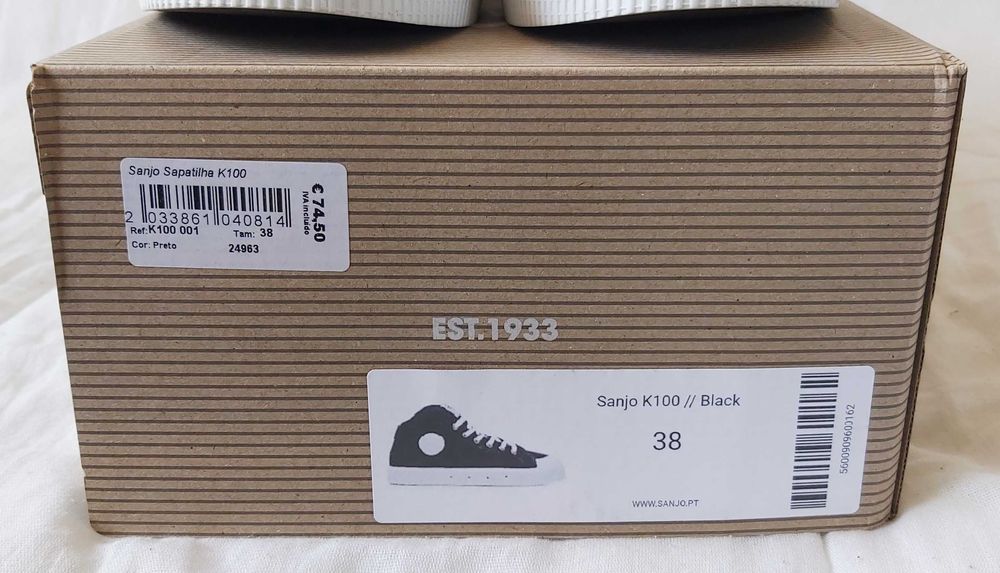 Sanjo Sapatilha K100
€ 74,50
IVA incluído
2 033861 040814
Ref: K100 001 Tam: 38
Cor: Preto 24963
EST.1933
Sanjo K100 // Black
38
WWW.SANJO.PT
5600909600162